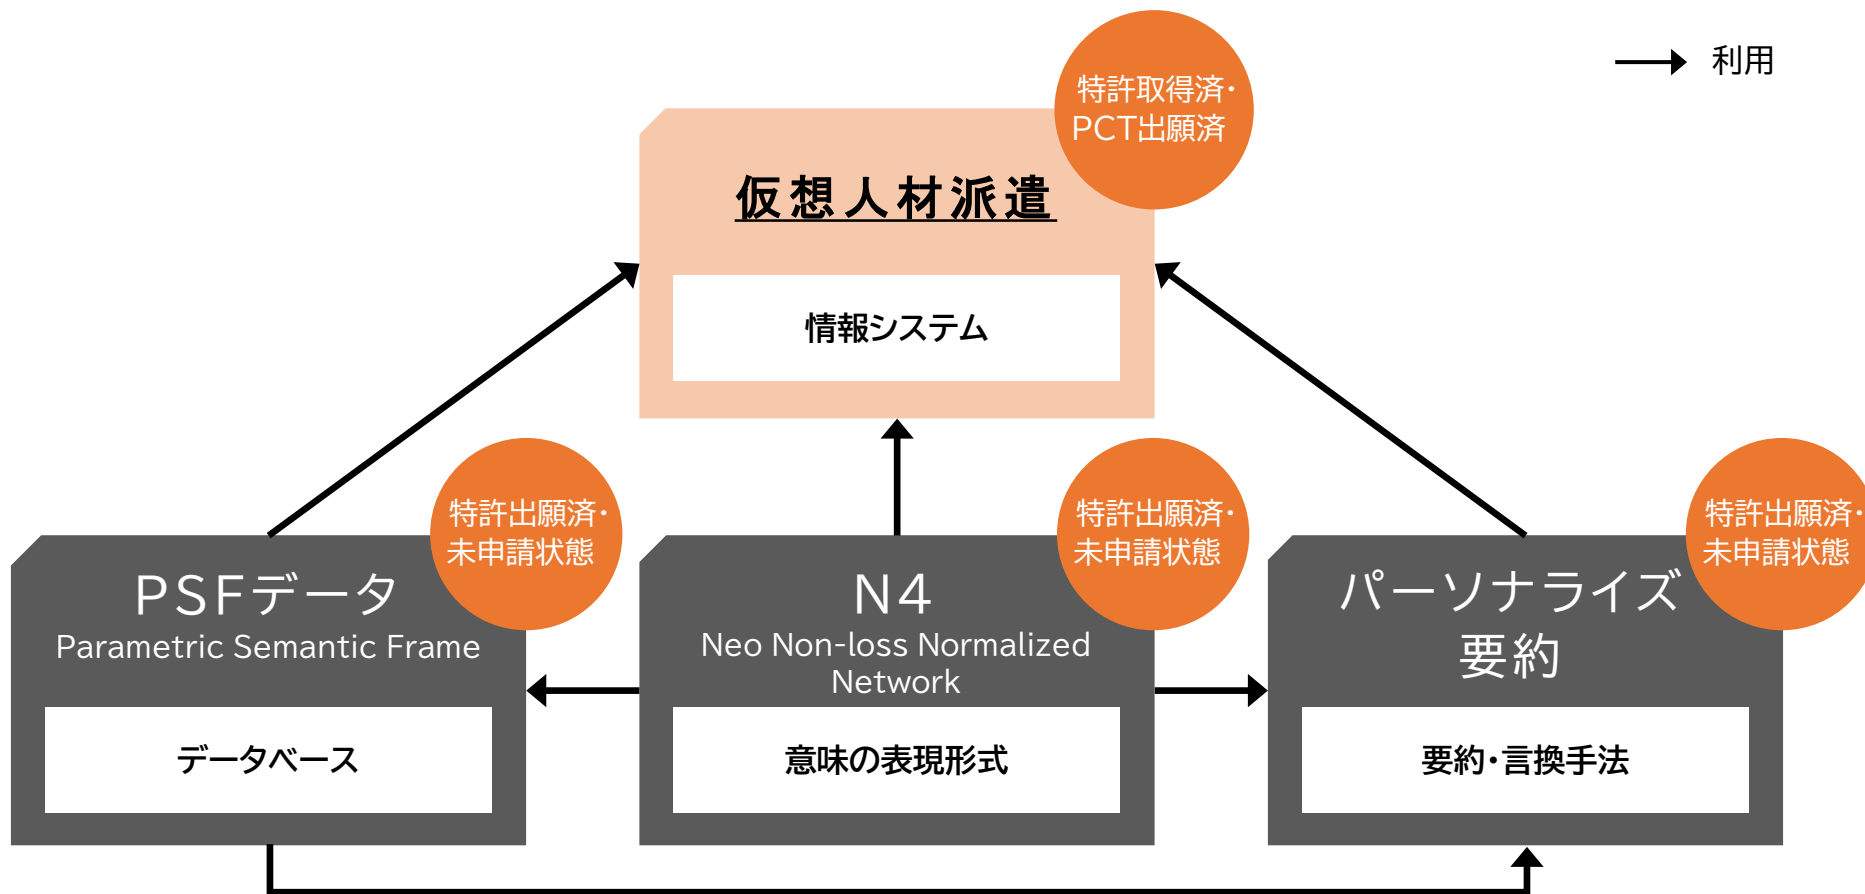 利用
特許取得済・
PCT出願済
仮想人材派遣
情報システム
特許出願済・
未申請状態
PSFデータ
Parametric Semantic Frame
データベース
特許出願済・
未申請状態
N4
Neo Non-loss Normalized
Network
意味の表現形式
特許出願済・
未申請状態
パーソナライズ
要約
要約・言換手法